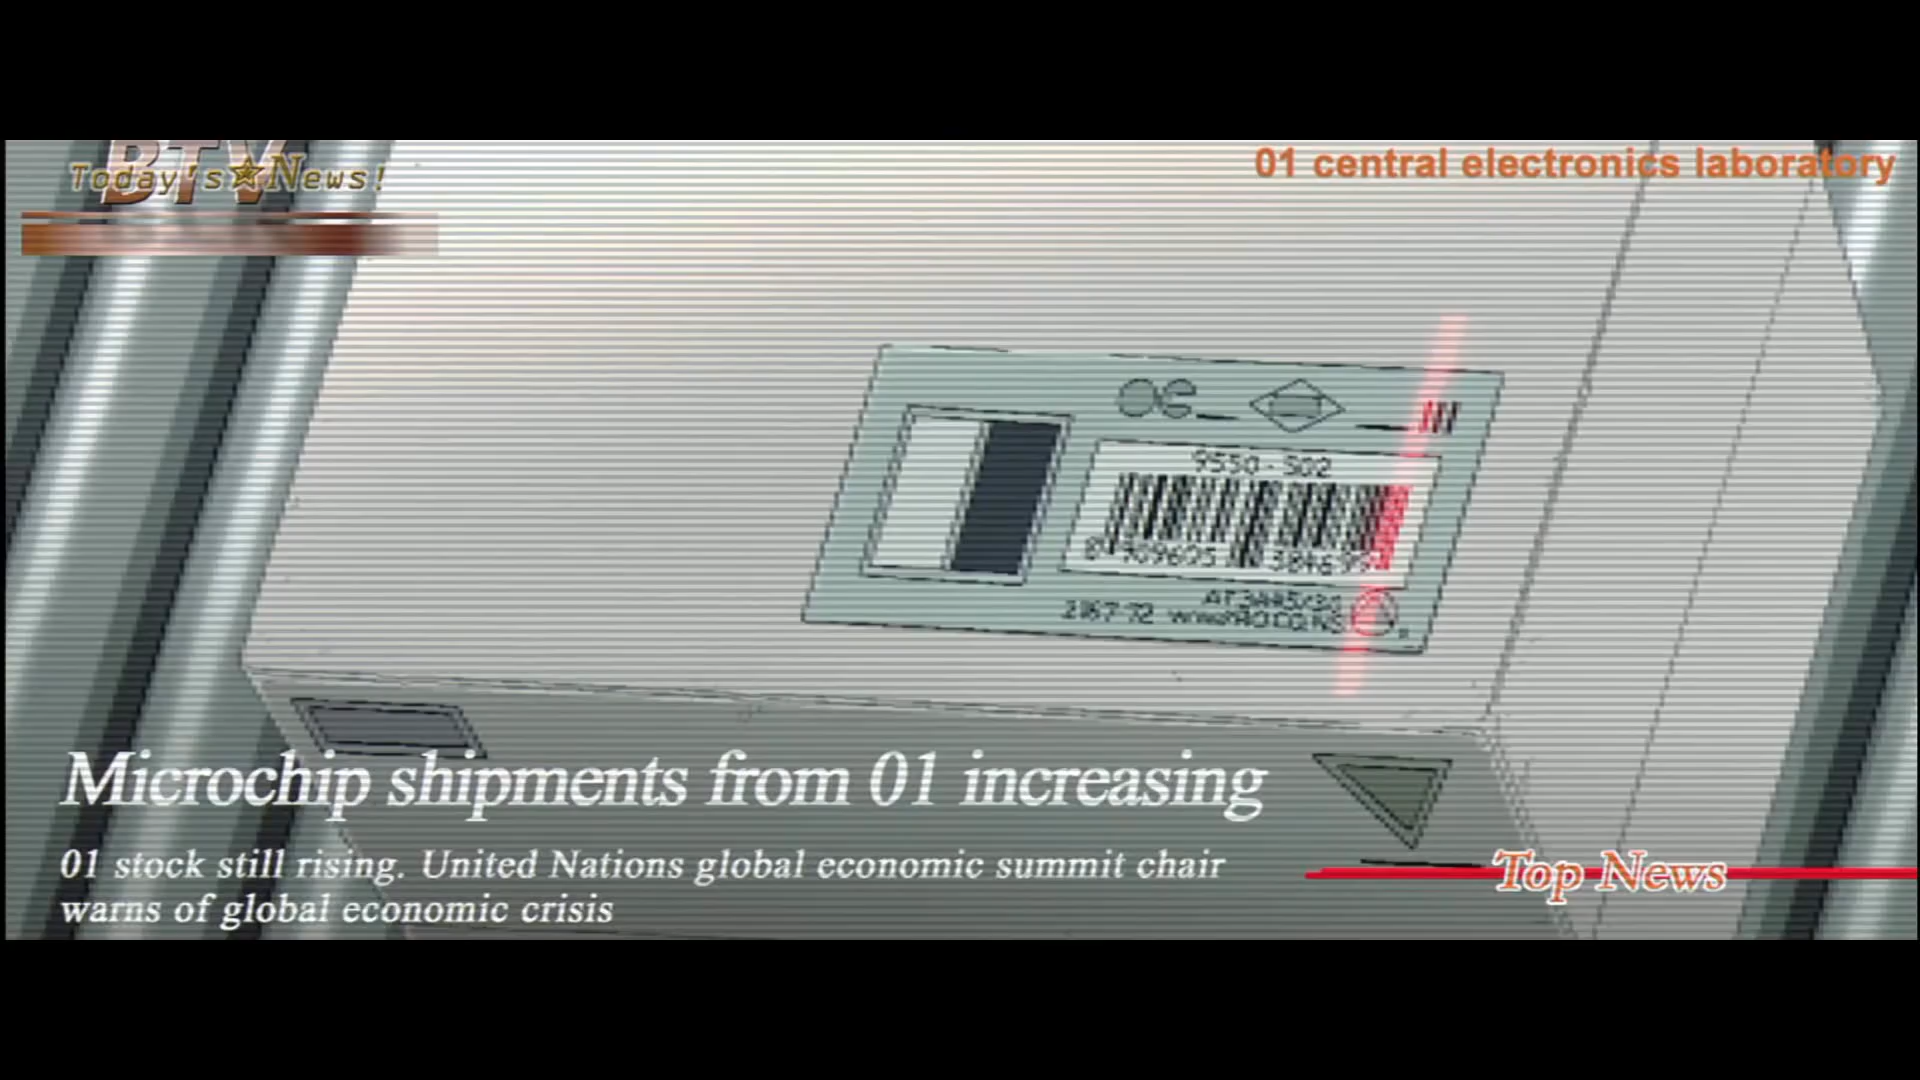 BTV
Today's☆News!
01 central electronics laboratory
9550-502
Microchip shipments from 01 increasing
01 stock still rising. United Nations global economic summit chair
warns of global economic crisis
Top News